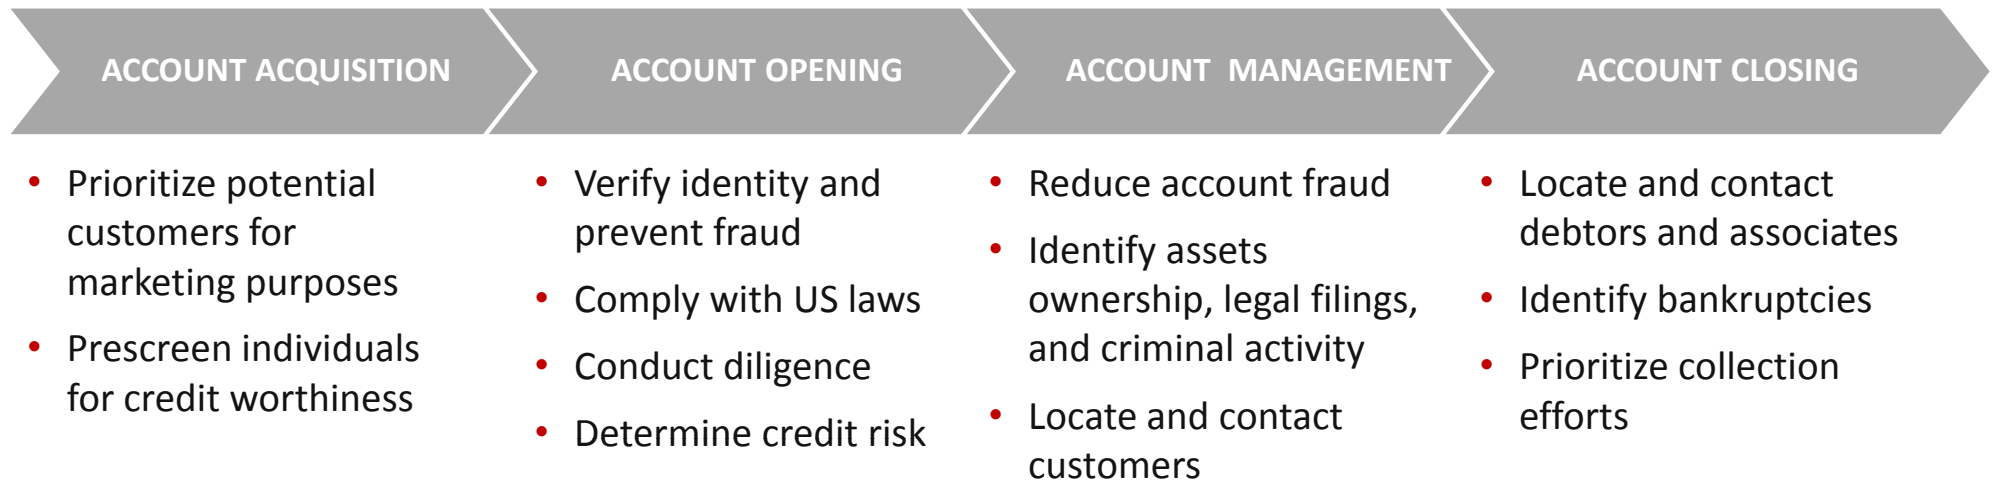 ACCOUNT ACQUISITION
ACCOUNT OPENING
ACCOUNT MANAGEMENT
ACCOUNT CLOSING
• Prioritize potential
customers for
marketing purposes
• Prescreen individuals
for credit worthiness
• Verify identity and
prevent fraud
• Comply with US laws
• Conduct diligence
• Determine credit risk
• Reduce account fraud
• Identify assets
ownership, legal filings,
and criminal activity
• Locate and contact
customers
• Locate and contact
debtors and associates
• Identify bankruptcies
• Prioritize collection
efforts